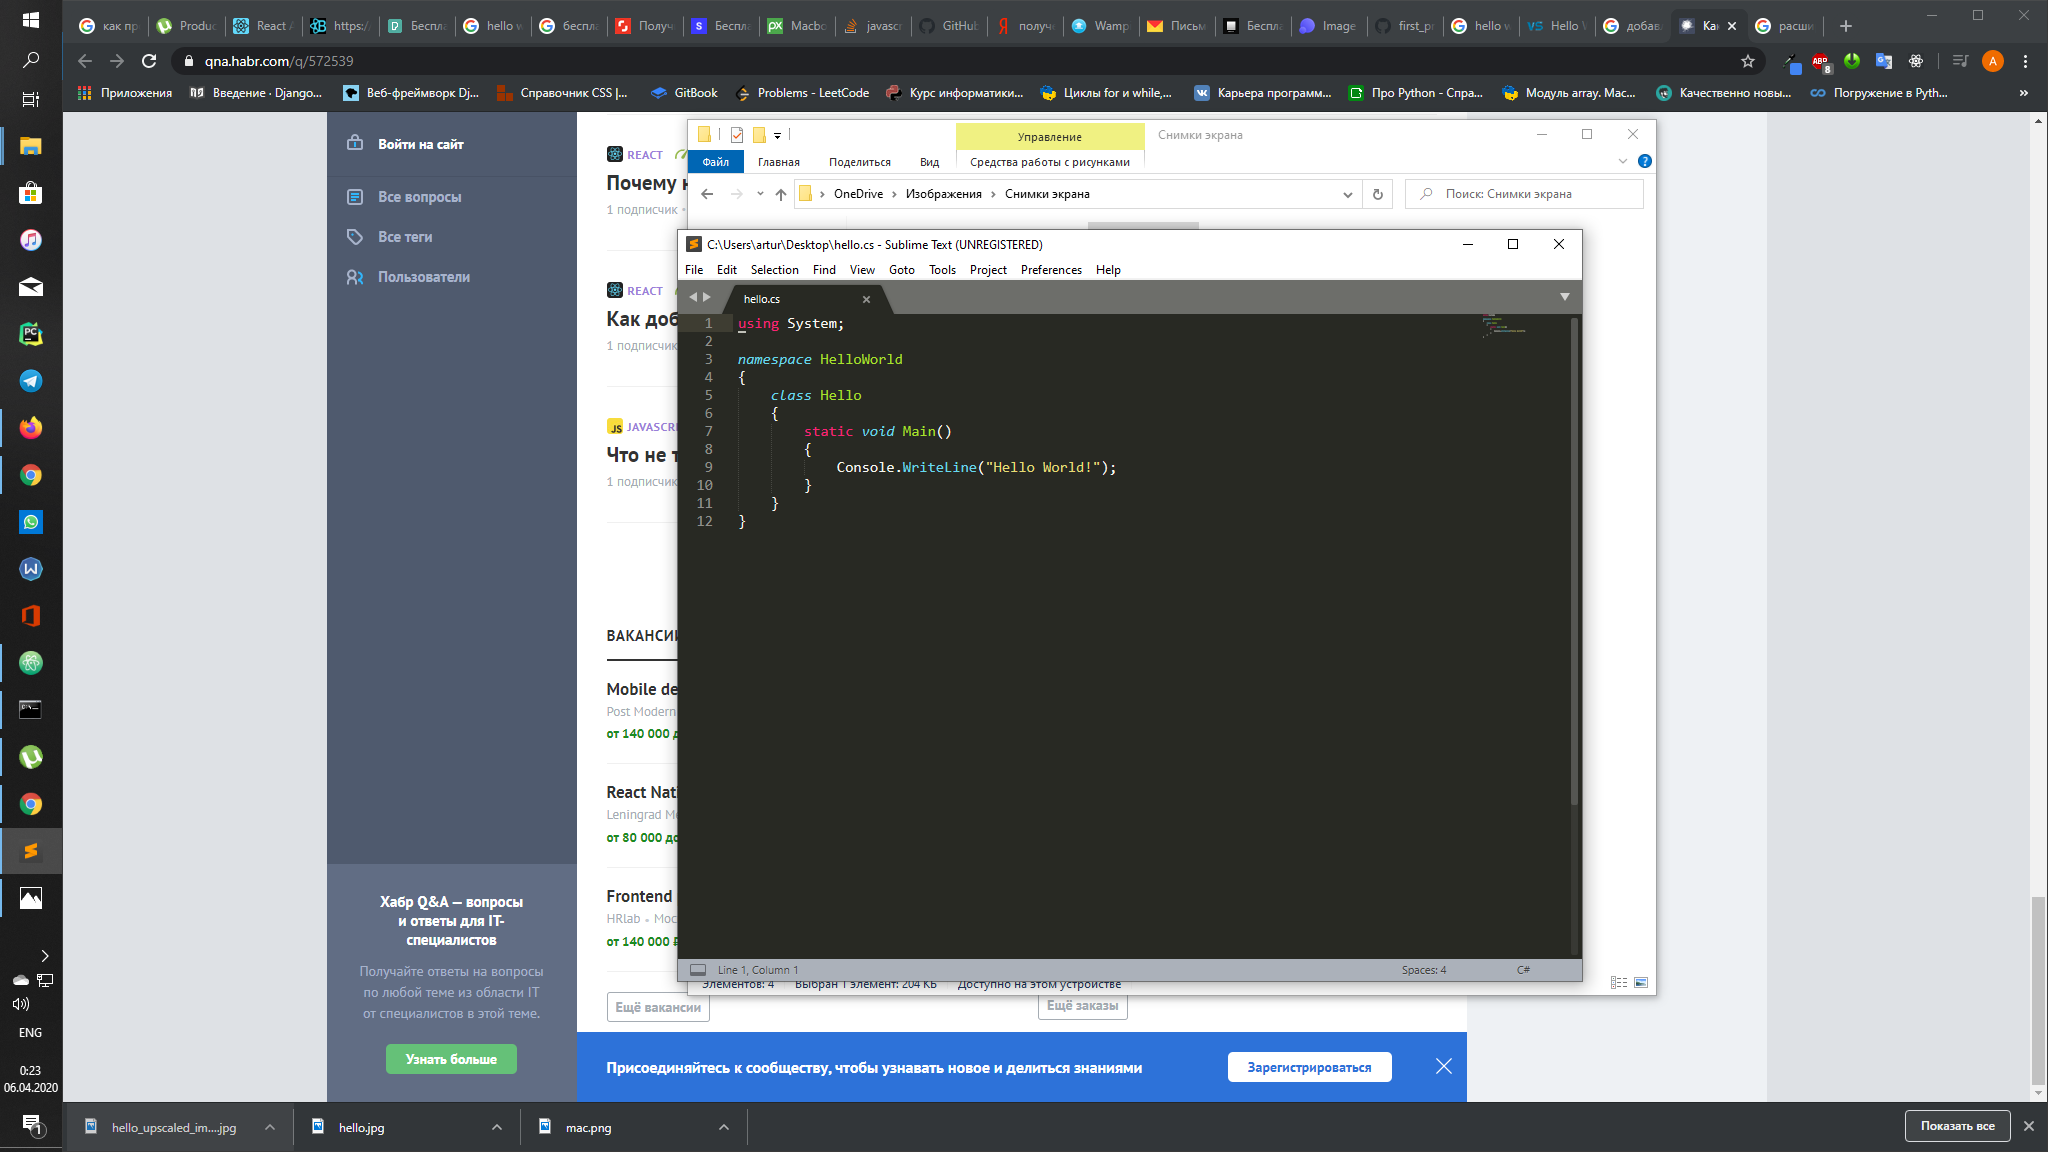 как пр
Produc
React A
https:/
Беспла
hello w
беспл
Получ
Беспл
Macbo
javascr
GitHub
получе
Wamp
Письм
Беспл
Image
first_pr
hello w
Hello W
добав
Как
расши
qna.habr.com/q/572539
A
Приложения
Введение · Django...
Веб-фреймворк Dj...
Справочник CSS |...
GitBook
Problems - LeetCode
Курс информатики...
Циклы for и while,...
Карьера программ...
Про Python - Спра...
Модуль array. Мас...
Качественно новы...
Погружение в Pyth...
Войти на сайт
Все вопросы
Все теги
Пользователи
Хабр Q&A — вопросы
и ответы для IT-
специалистов
Получайте ответы на вопросы
по любой теме из области IT
от специалистов в этой теме.
Узнать больше
REACT
Почему
1 подписчик
REACT
Как доб
1 подписчик
JS JAVASCRI
Что не
1 подписчик
ВАКАНСИИ
Mobile de
Post Modern
от 140 000
React Nati
Leningrad Me
от 80 000 до
Frontend
HRlab • Мос
от 140 000 ₽
Ещё вакансии
Ещё заказы
Присоединяйтесь к сообществу, чтобы узнавать новое и делиться знаниями
Зарегистрироваться
Управление
Снимки экрана
Файл
Главная
Поделиться
Вид
Средства работы с рисунками
OneDrive
Изображения
Снимки экрана
Поиск: Снимки экрана
Элементов: 4
Выбран 1 элемент: 204 КБ
Доступно на этом устройстве
C:\Users\artur\Desktop\hello.cs - Sublime Text (UNREGISTERED)
File Edit Selection Find View Goto Tools Project Preferences Help
hello.cs
1 using System;
2
3 namespace HelloWorld
4 {
5 class Hello
6 {
7 static void Main()
8 {
9 Console.WriteLine("Hello World!");
10 }
11 }
12 }
Line 1, Column 1
Spaces: 4
C#
ENG
0:23
06.04.2020
1
hello_upscaled_im....jpg
hello.jpg
mac.png
Показать все